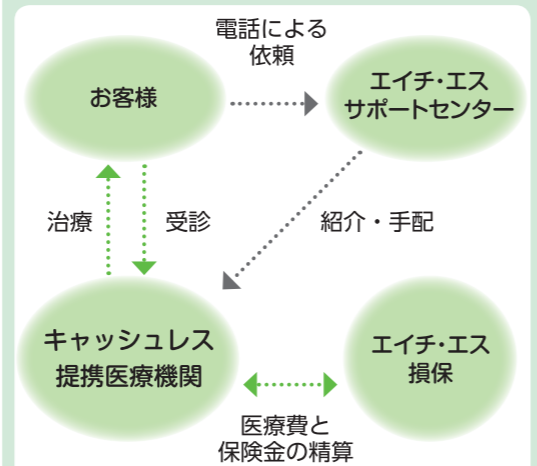 電話による
依頼
お客様
エイチ・エス
サポートセンター
治療
受診
紹介・手配
キャッシュレス
提携医療機関
エイチ・エス
損保
医療費と
保険金の精算